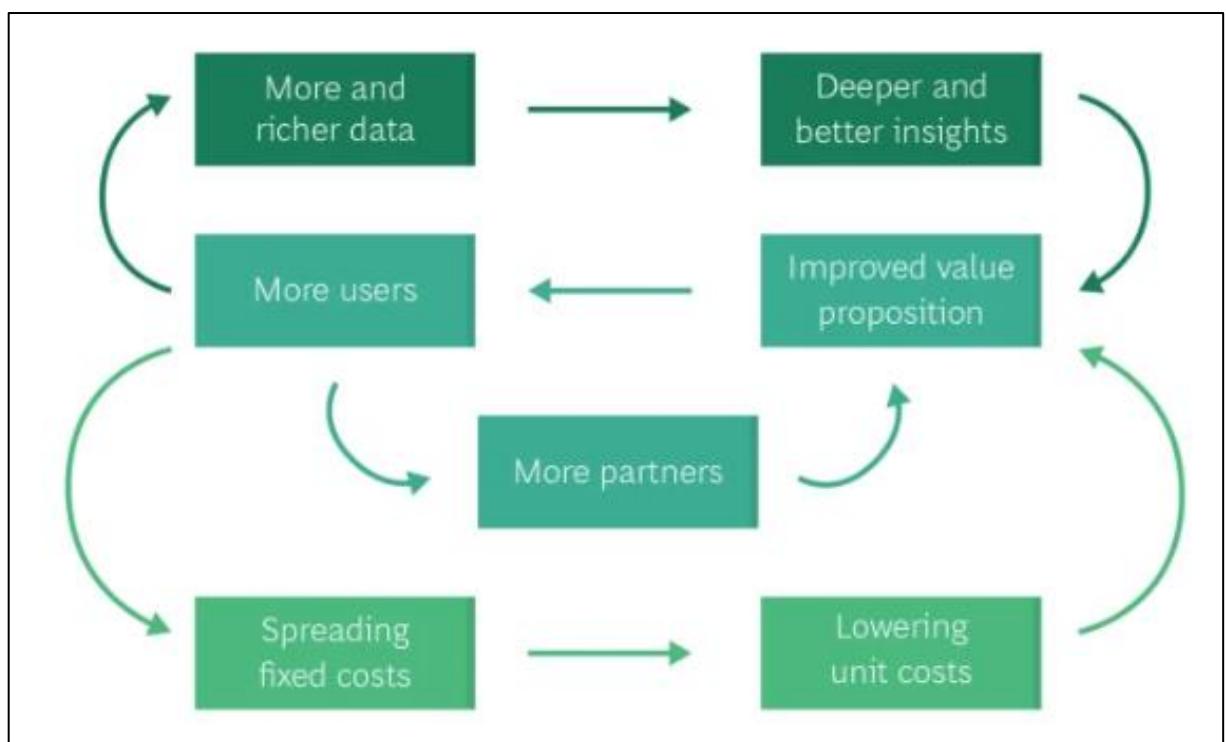 More and
richer data
Deeper and
better insights
More users
Improved value
proposition
More partners
Spreading
fixed costs
Lowering
unit costs